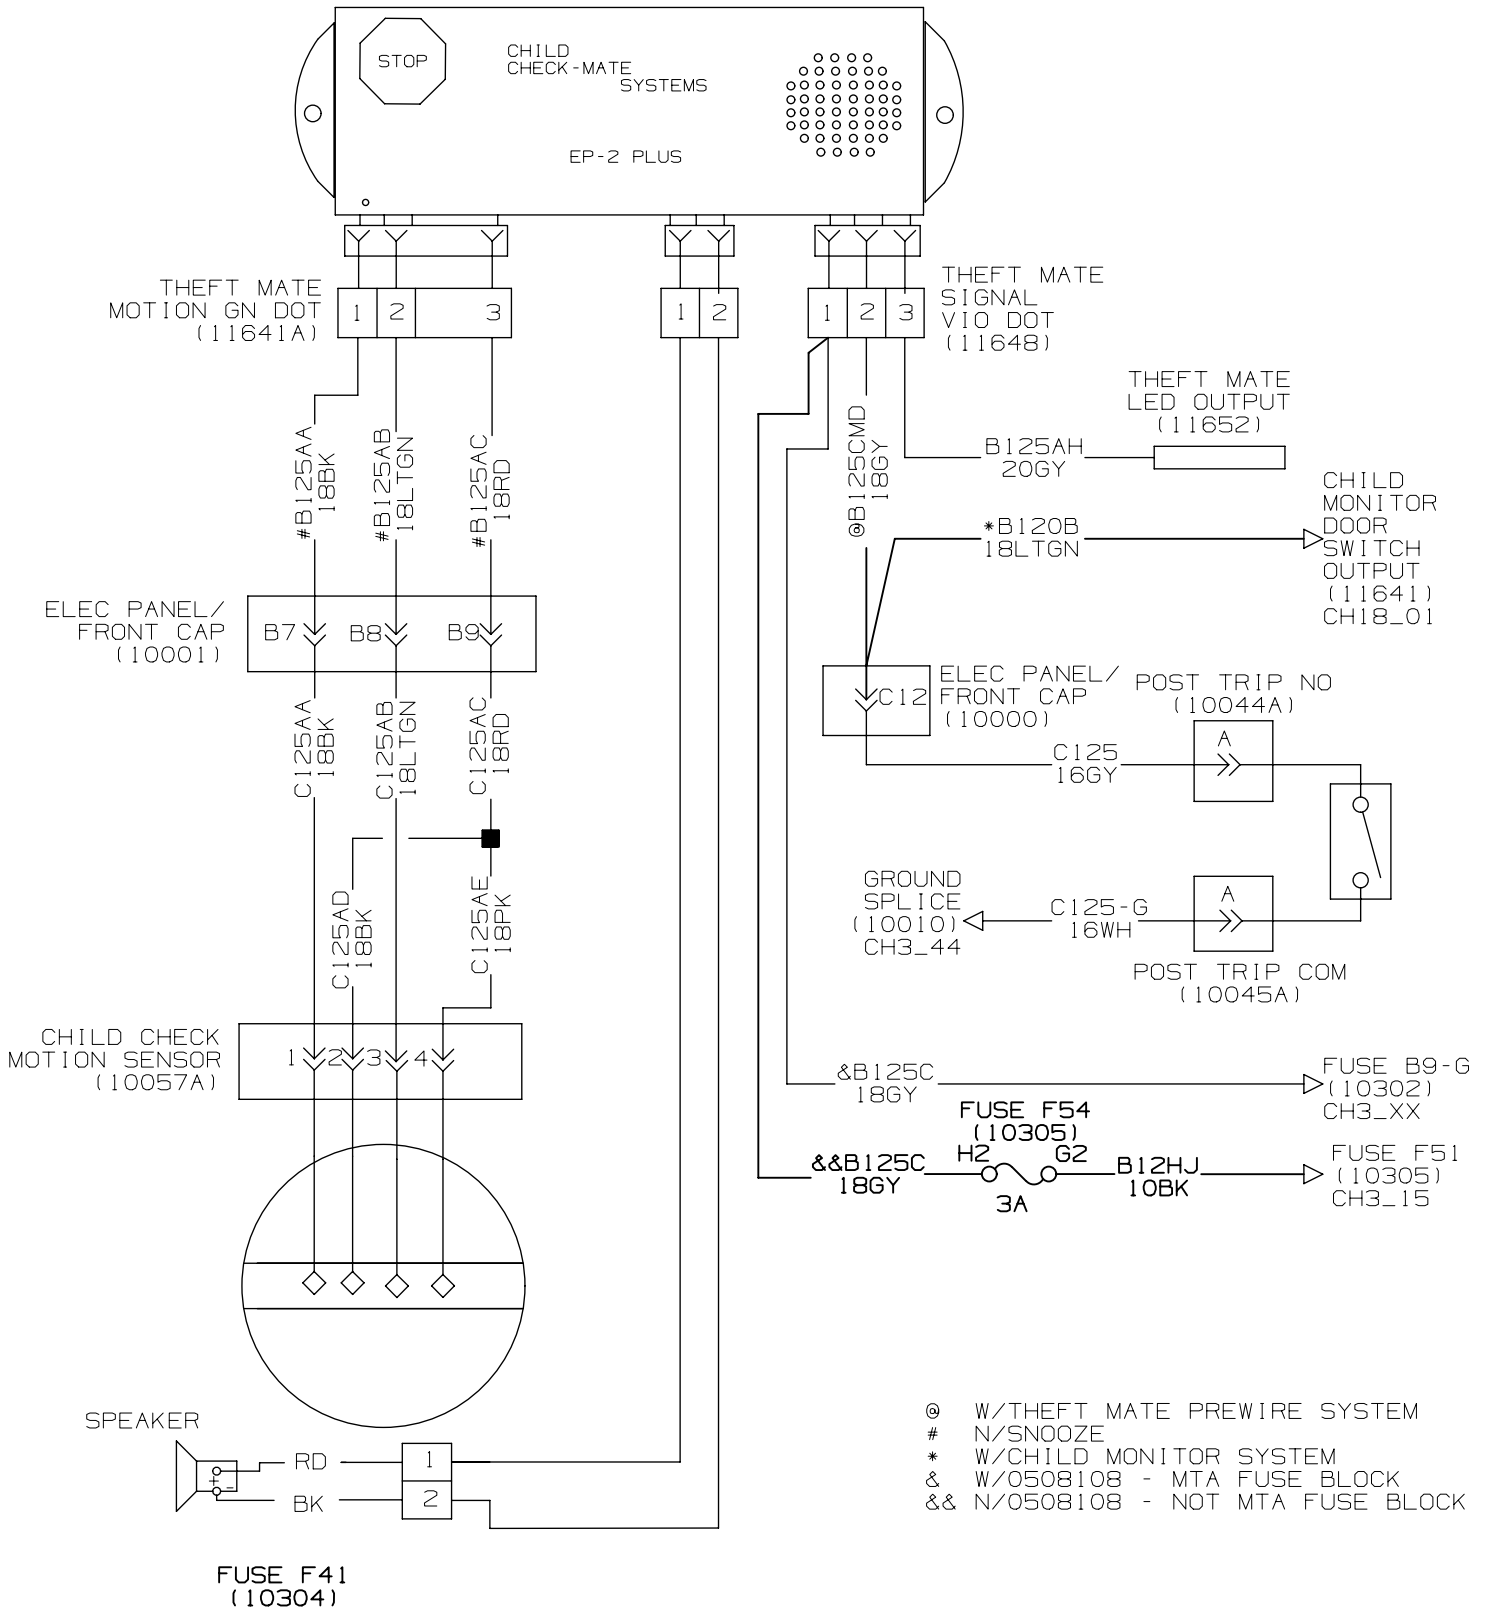 STOP
CHILD
CHECK-MATE
SYSTEMS
EP-2 PLUS
THEFT MATE
MOTION GN DOT
(11641A)
1 2 3
1 2
1 2 3
THEFT MATE
SIGNAL
VIO DOT
(11648)
THEFT MATE
LED OUTPUT
(11652)
#B125AA
18BK
#B125AB
18LTGN
#B125AC
18RD
@B125CMD
18GY
B125AH
20GY
*B120B
18LTGN
CHILD
MONITOR
DOOR
SWITCH
OUTPUT
(11641)
CH18_01
ELEC PANEL/
FRONT CAP
(10001)
B7 B8 B9
C12
ELEC PANEL/
FRONT CAP
(10000)
POST TRIP NO
(10044A)
A
C125
16GY
C125AA
18BK
C125AB
18LTGN
C125AC
18RD
C125AD
18BK
C125AE
18PK
GROUND
SPLICE
(10010)
CH3_44
C125-G
16WH
A
POST TRIP COM
(10045A)
CHILD CHECK
MOTION SENSOR
(10057A)
1 2 3 4
&B125C
18GY
FUSE B9-G
(10302)
CH3_XX
FUSE F54
(10305)
H2 G2
&&B125C
18GY
3A
B12HJ
10BK
FUSE F51
(10305)
CH3_15
SPEAKER
+
-
RD
BK
1
2
@ W/THEFT MATE PREWIRE SYSTEM
# N/SNOOZE
* W/CHILD MONITOR SYSTEM
& W/0508108 - MTA FUSE BLOCK
&& N/0508108 - NOT MTA FUSE BLOCK
FUSE F41
(10304)